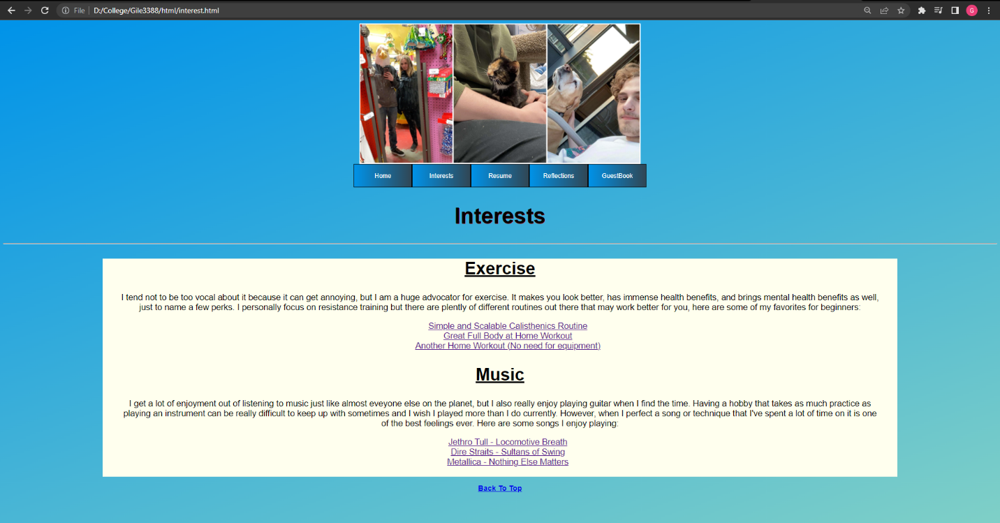 File | D:/College/Gile3388/html/interest.html
G
Home Interests Resume Reflections GuestBook
Interests
Exercise
I tend not to be too vocal about it because it can get annoying, but I am a huge advocator for exercise. It makes you look better, has immense health benefits, and brings mental health benefits as well,
just to name a few perks. I personally focus on resistance training but there are plently of different routines out there that may work better for you, here are some of my favorites for beginners:
Simple and Scalable Calisthenics Routine
Great Full Body at Home Workout
Another Home Workout (No need for equipment)
Music
I get a lot of enjoyment out of listening to music just like almost eveyone else on the planet, but I also really enjoy playing guitar when I find the time. Having a hobby that takes as much practice as
playing an instrument can be really difficult to keep up with sometimes and I wish I played more than I do currently. However, when I perfect a song or technique that I've spent a lot of time on it is one
of the best feelings ever. Here are some songs I enjoy playing:
Jethro Tull - Locomotive Breath
Dire Straits - Sultans of Swing
Metallica - Nothing Else Matters
Back To Top